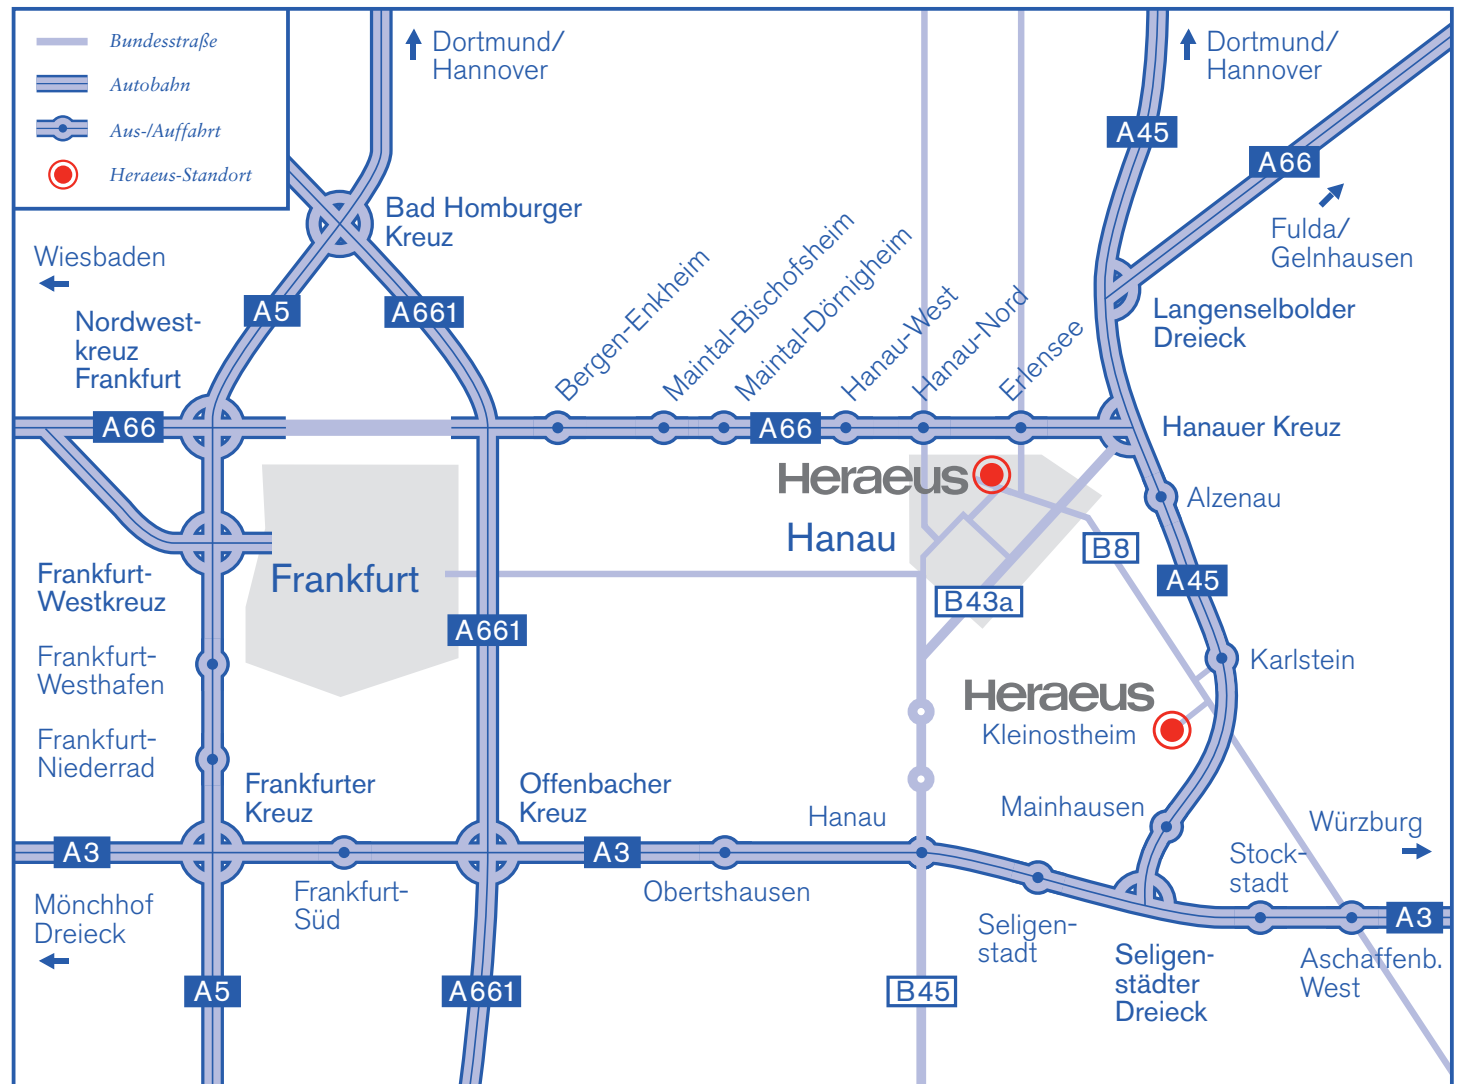 Bundesstraße
Autobahn
Aus-/Auffahrt
Heraeus-Standort
Dortmund/
Hannover
Dortmund/
Hannover
A45
A66
Fulda/
Gelnhausen
Bad Homburger
Kreuz
Wiesbaden
A5
A661
Nordwest-
kreuz
Frankfurt
Bergen-Enkheim
Maintal-Bischofsheim
Maintal-Dörnigheim
Hanau-West
Hanau-Nord
Erlensee
Langenselbolder
Dreieck
A66
A66
Hanauer Kreuz
Heraeus
Alzenau
Hanau
B8
Frankfurt-
Westkreuz
Frankfurt
A45
B43a
A661
Frankfurt-
Westhafen
Karlstein
Heraeus
Kleinostheim
Frankfurt-
Niederrad
Frankfurter
Kreuz
Offenbacher
Kreuz
Hanau
Mainhausen
Würzburg
A3
A3
Stock-
stadt
Mönchhof
Dreieck
Frankfurt-
Süd
Obertshausen
Seligen-
stadt
A3
Seligen-
städter
Dreieck
Aschaffenb.
West
A5
A661
B45